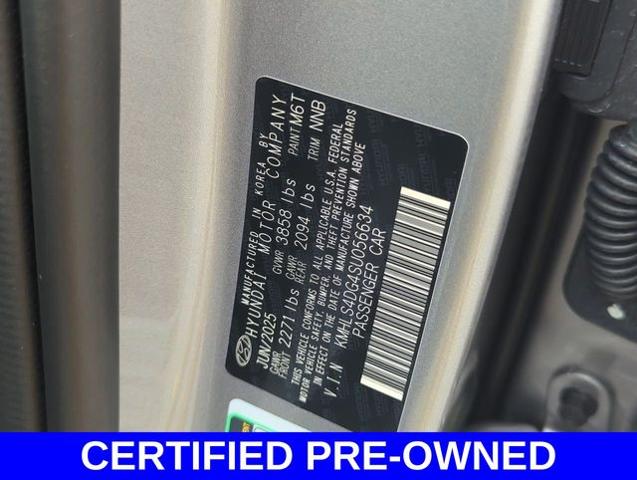 MANUFACTURED IN KOREA BY
HYUNDAI MOTOR COMPANY
JUN/2025 GVWR 3858 lbs PAINT M6T
GAWR FRONT 2271 lbs GAWR REAR 2094 lbs TRIM NNB
THIS VEHICLE CONFORMS TO ALL APPLICABLE U.S.A. FEDERAL
MOTOR VEHICLE SAFETY, BUMPER, AND THEFT PREVENTION STANDARDS
IN EFFECT ON THE DATE OF MANUFACTURE SHOWN ABOVE
V.I.N KMHLS4DG4SU056634
PASSENGER CAR
CERTIFIED PRE-OWNED